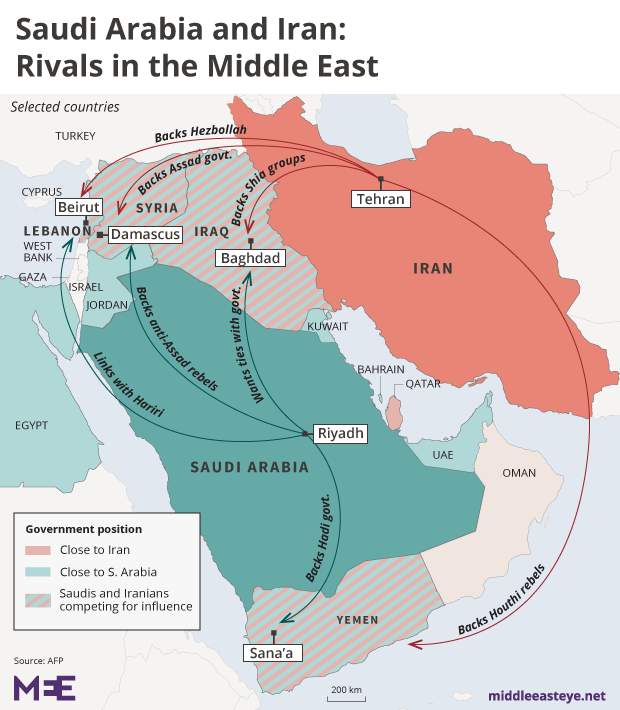 Saudi Arabia and Iran:
Rivals in the Middle East
Selected countries
TURKEY
Backs Hezbollah
Backs Assad govt.
Backs Shia groups
CYPRUS
Beirut
SYRIA
Tehran
LEBANON
Damascus
IRAQ
WEST
BANK
Baghdad
IRAN
GAZA
ISRAEL
JORDAN
KUWAIT
Backs anti-Assad rebels
Wants ties with govt.
Links with Hariri
BAHRAIN
QATAR
EGYPT
Riyadh
UAE
SAUDI ARABIA
OMAN
Backs Hadi govt.
Government position
Close to Iran
Close to S. Arabia
Saudis and Iranians
competing for influence
Backs Houthi rebels
YEMEN
Sana'a
Source: AFP
MEE
200 km
middleeasteye.net